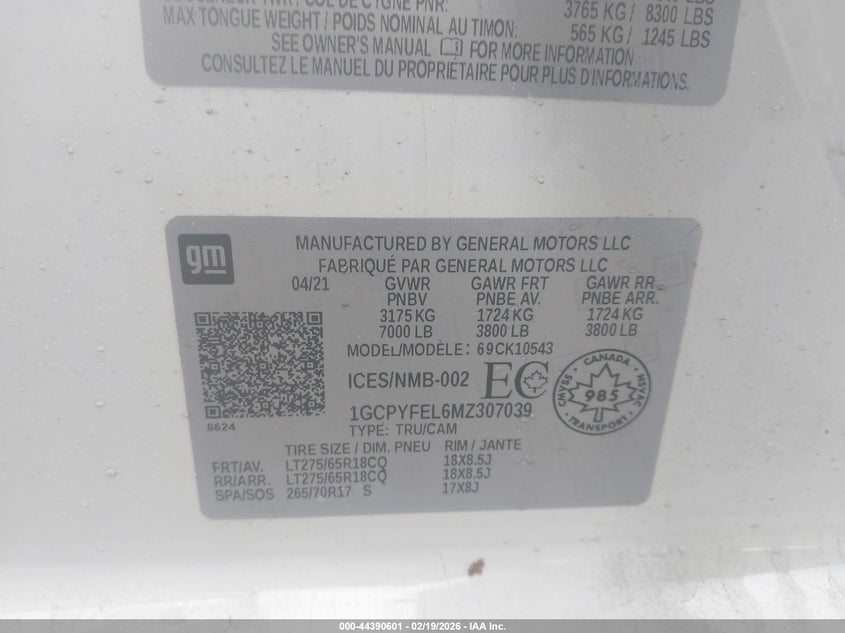 3765 KG / 8300 LBS
MAX TONGUE WEIGHT / POIDS NOMINAL AU TIMON: 565 KG / 1245 LBS
SEE OWNER'S MANUAL FOR MORE INFORMATION
CONSULTEZ LE MANUEL DU PROPRIÉTAIRE POUR PLUS D'INFORMATIONS.
gm
MANUFACTURED BY GENERAL MOTORS LLC
FABRIQUÉ PAR GENERAL MOTORS LLC
04/21 GVWR GAWR FRT GAWR RR
PNBV PNBE AV. PNBE ARR.
3175 KG 1724 KG 1724 KG
7000 LB 3800 LB 3800 LB
MODEL/MODÈLE: 69CK10543
ICES/NMB-002 EC
CANADA
CMVSS 985 NSVAC
TRANSPORT
1GCPYFEL6MZ307039
6624
TYPE: TRU/CAM
TIRE SIZE / DIM. PNEU RIM / JANTE
FRT/AV. LT275/65R18CQ 18X8.5J
RR/ARR. LT275/65R18CQ 18X8.5J
SPA/SOS 265/70R17 S 17X8J
000-44390601 - 02/19/2026 - IAA Inc.